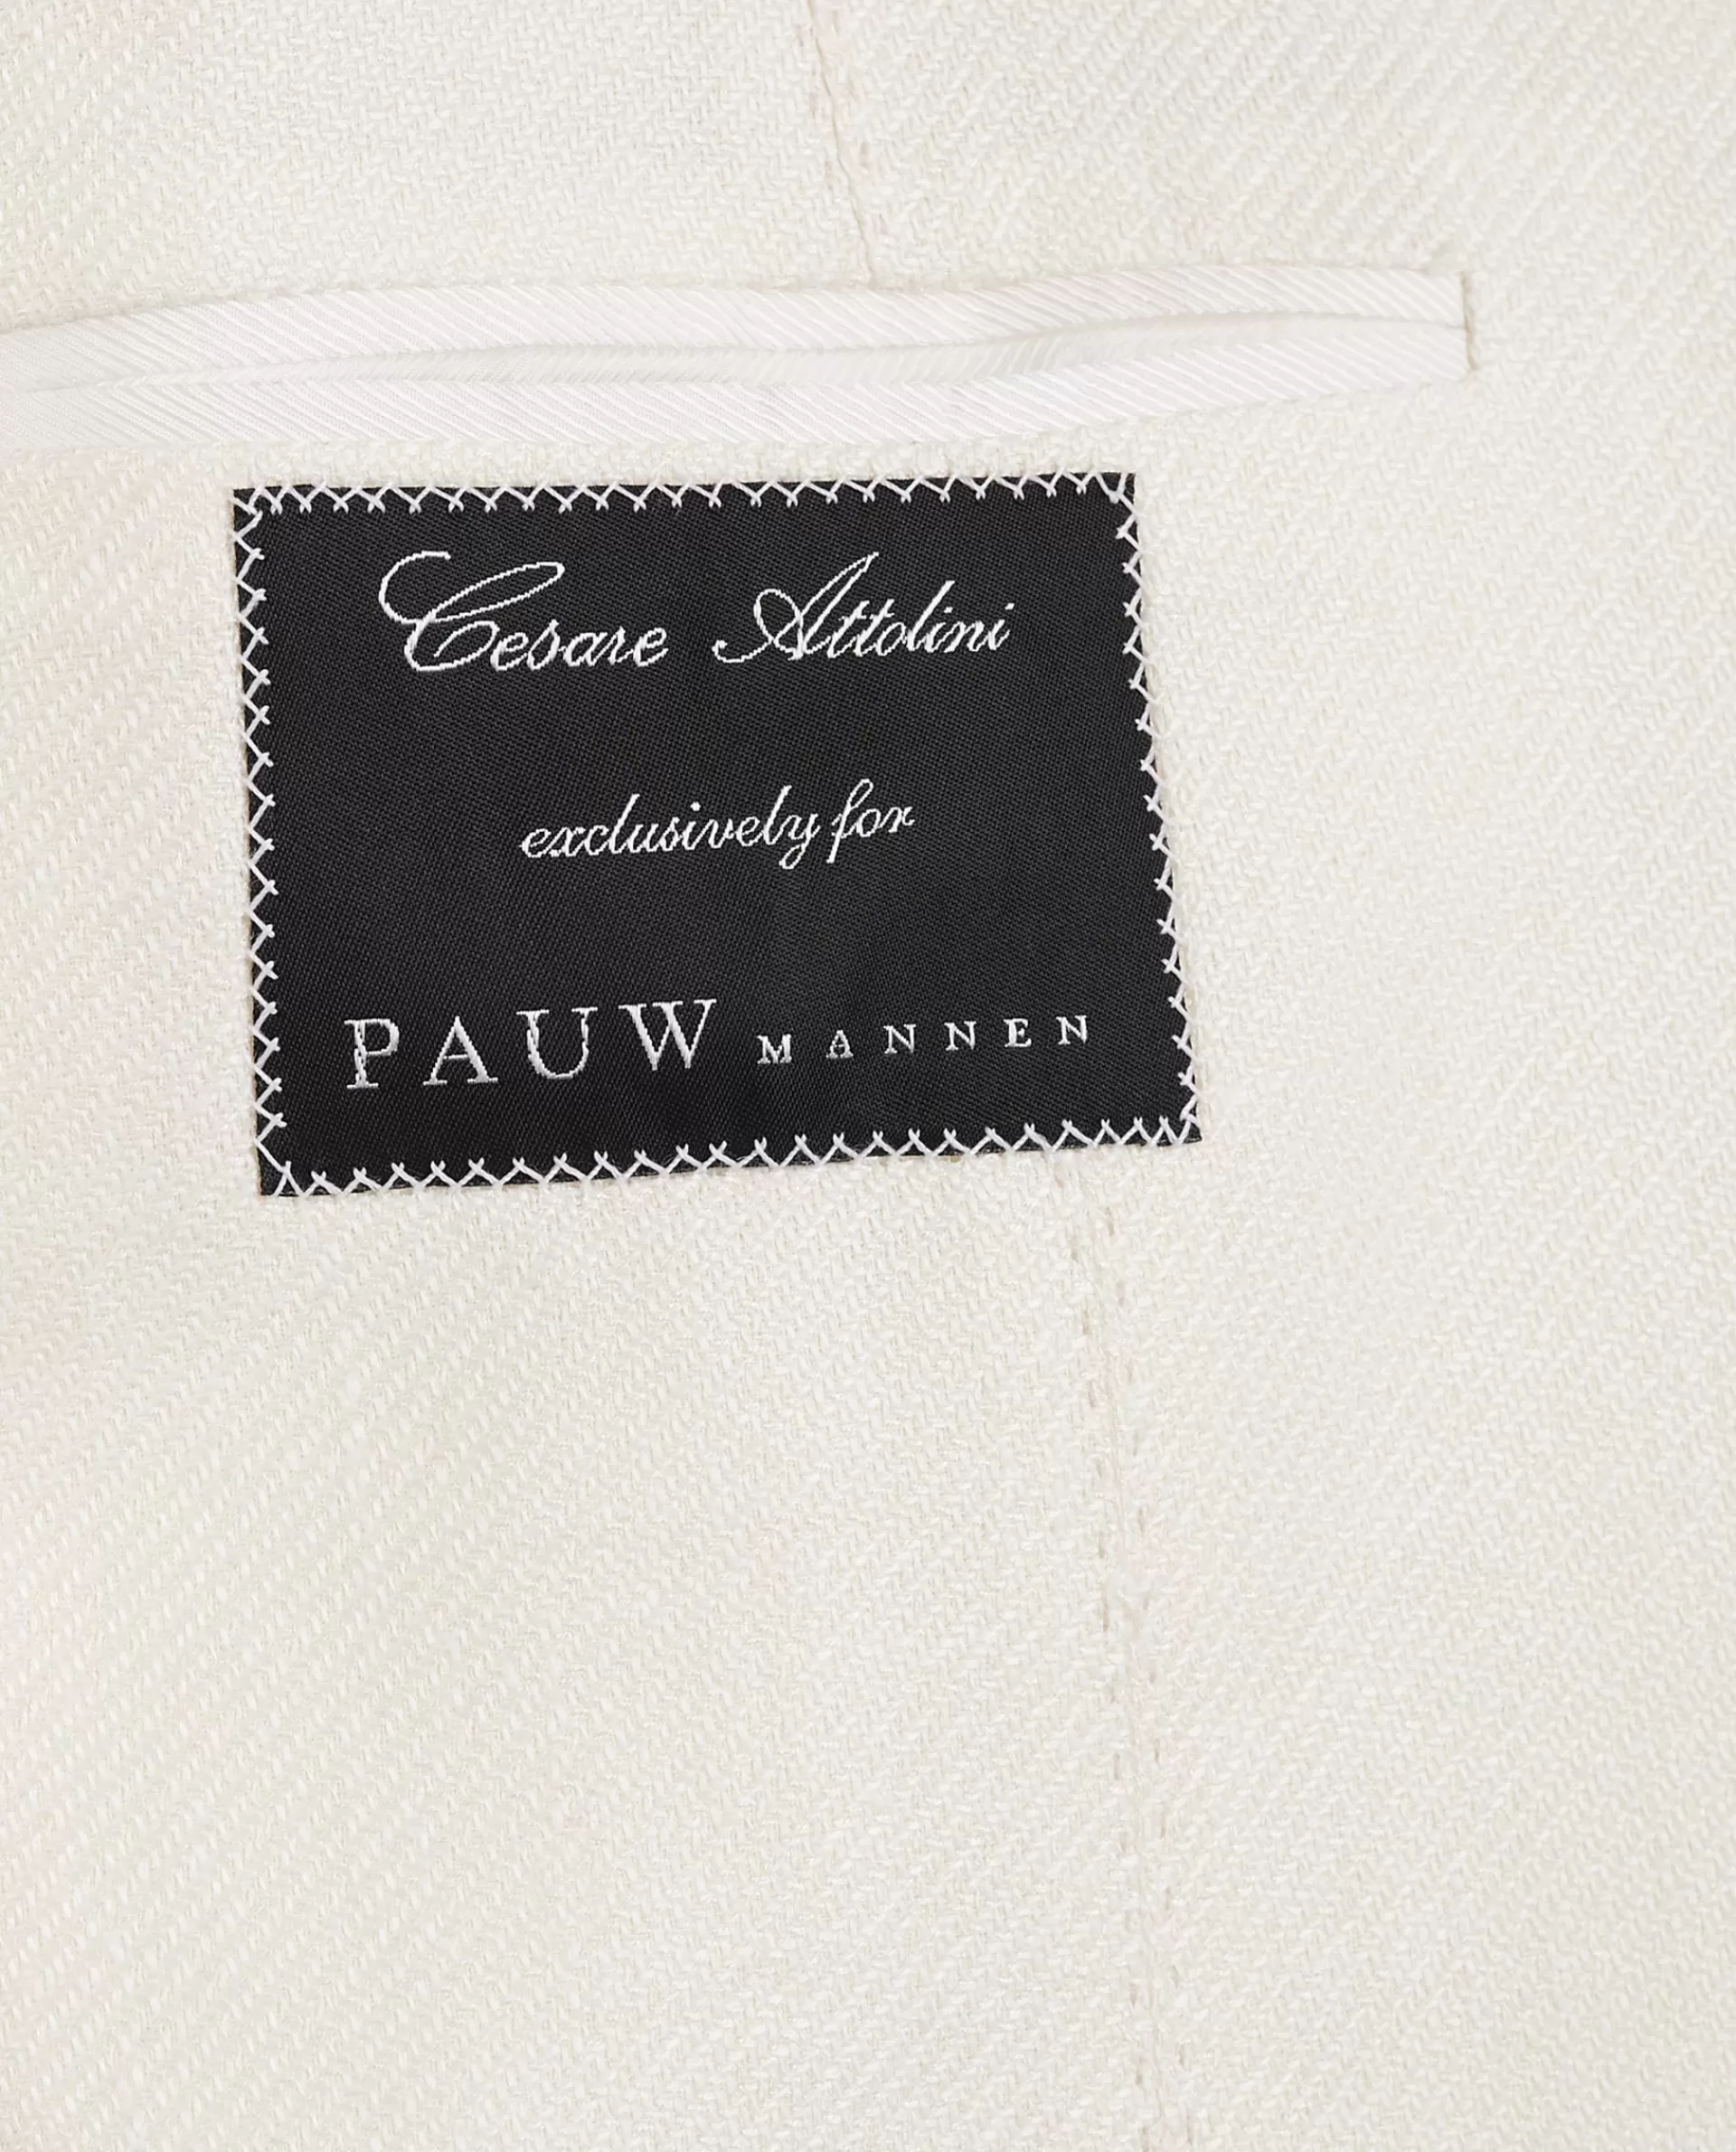 Cesare Attolini
exclusively for
PAUW MANNEN